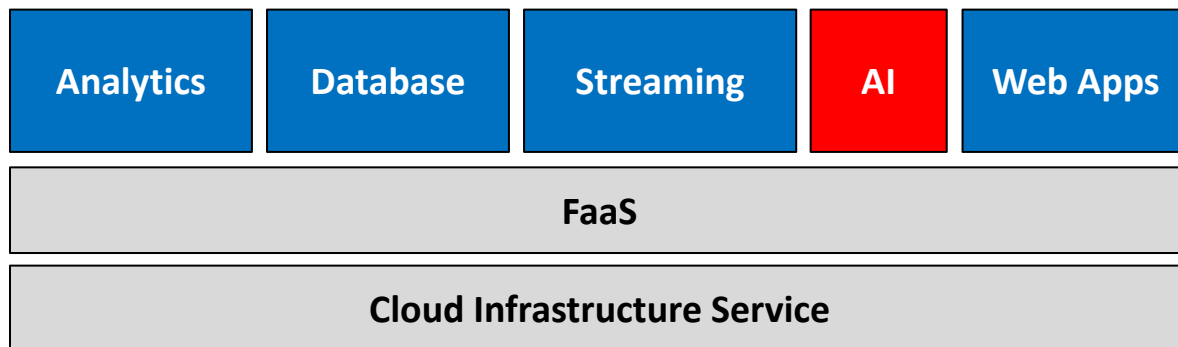 Analytics
Database
Streaming
AI
Web Apps
FaaS
Cloud Infrastructure Service